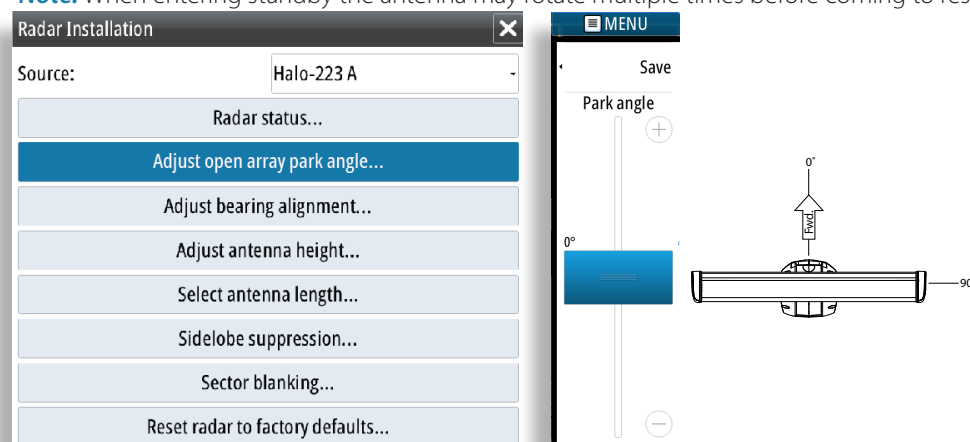 Note: When entering standby the antenna may rotate multiple times before coming to res
Radar Installation
Source: Halo-223 A
Radar status...
Adjust open array park angle...
Adjust bearing alignment...
Adjust antenna height...
Select antenna length...
Sidelobe suppression...
Sector blanking...
Reset radar to factory defaults...
MENU
Save
Park angle
0°
0°
Fwd.
90